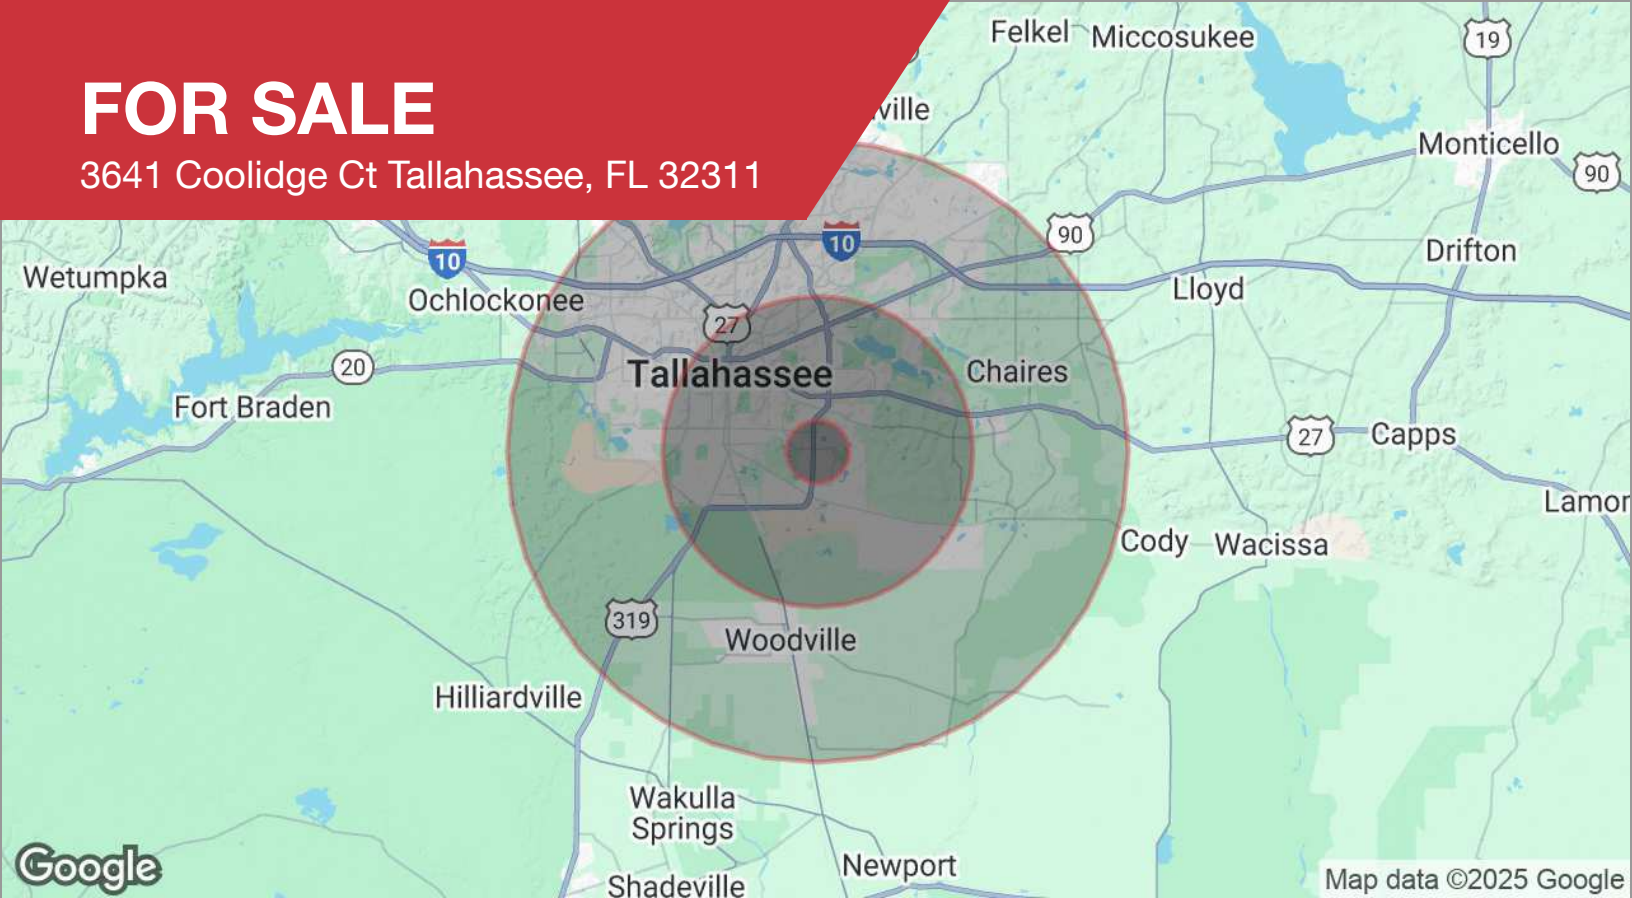 FOR SALE
3641 Coolidge Ct Tallahassee, FL 32311
Felkel
Miccosukee
19
ville
Monticello
90
90
10
10
Drifton
Wetumpka
Ochlockonee
Lloyd
27
20
Tallahassee
Chaires
Fort Braden
27
Capps
Lamon
Cody
Wacissa
319
Woodville
Hilliardville
Wakulla
Springs
Newport
Shadeville
Google
Map data ©2025 Google